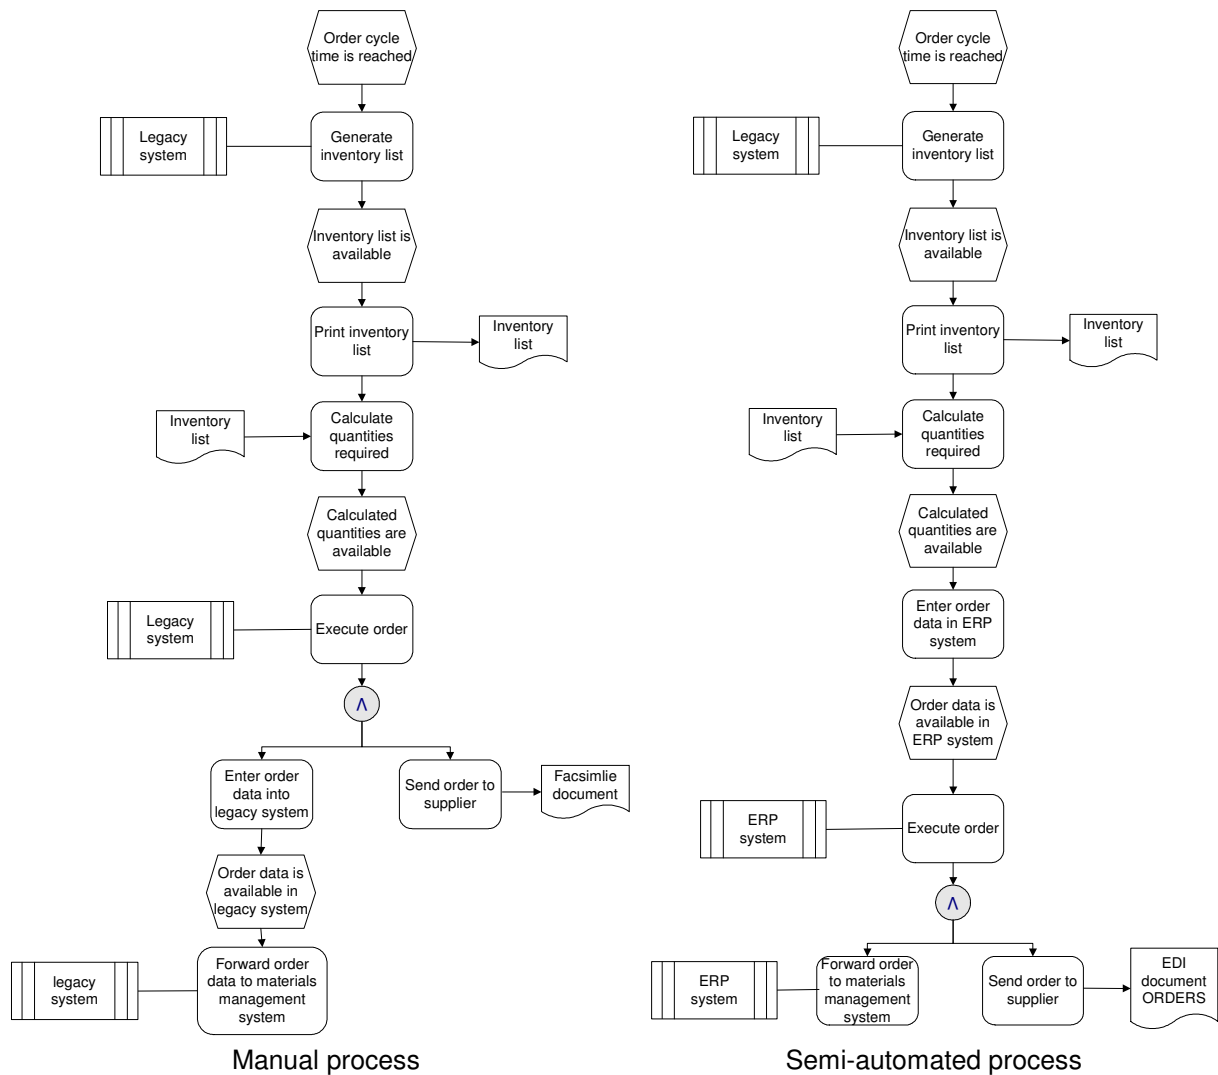 Order cycle
time is reached
Legacy
system
Generate
inventory list
Inventory list is
available
Print inventory
list
Inventory
list
Inventory
list
Calculate
quantities
required
Calculated
quantities are
available
Legacy
system
Execute order
Λ
Enter order
data into
legacy system
Send order to
supplier
Facsimlie
document
Order data is
available in
legacy system
legacy
system
Forward order
data to materials
management
system
Manual process
Order cycle
time is reached
Legacy
system
Generate
inventory list
Inventory list is
available
Print inventory
list
Inventory
list
Inventory
list
Calculate
quantities
required
Calculated
quantities are
available
Enter order
data in ERP
system
Order data is
available in
ERP system
ERP
system
Execute order
Λ
ERP
system
Forward order
to materials
management
system
Send order to
supplier
EDI
document
ORDERS
Semi-automated process